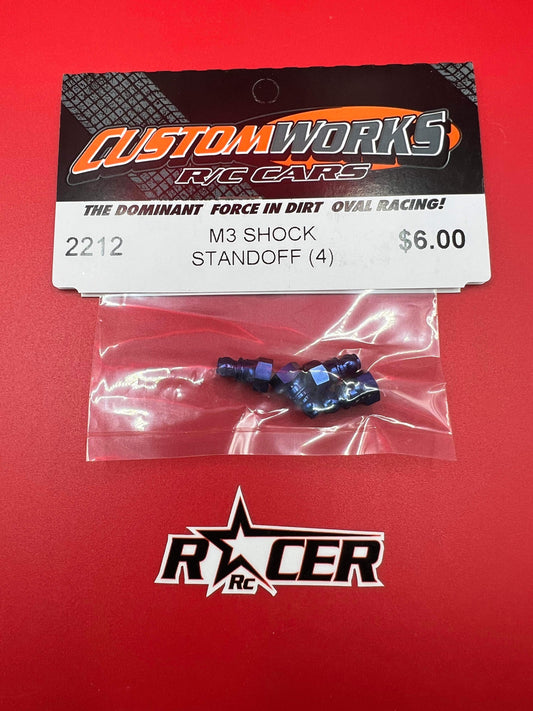 CUSTOMWORKS
R/C CARS
THE DOMINANT FORCE IN DIRT OVAL RACING!
2212 M3 SHOCK STANDOFF (4) $6.00
RACER
RC